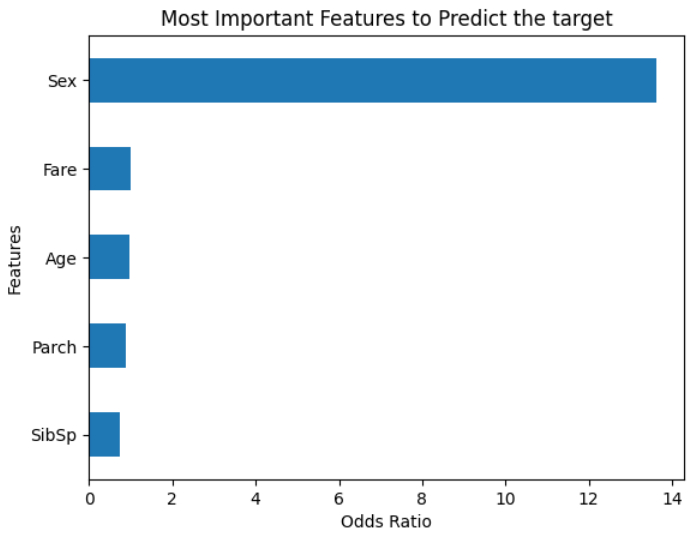 Most Important Features to Predict the target
Sex
Fare
Age
Parch
SibSp
Features
0 2 4 6 8 10 12 14
Odds Ratio